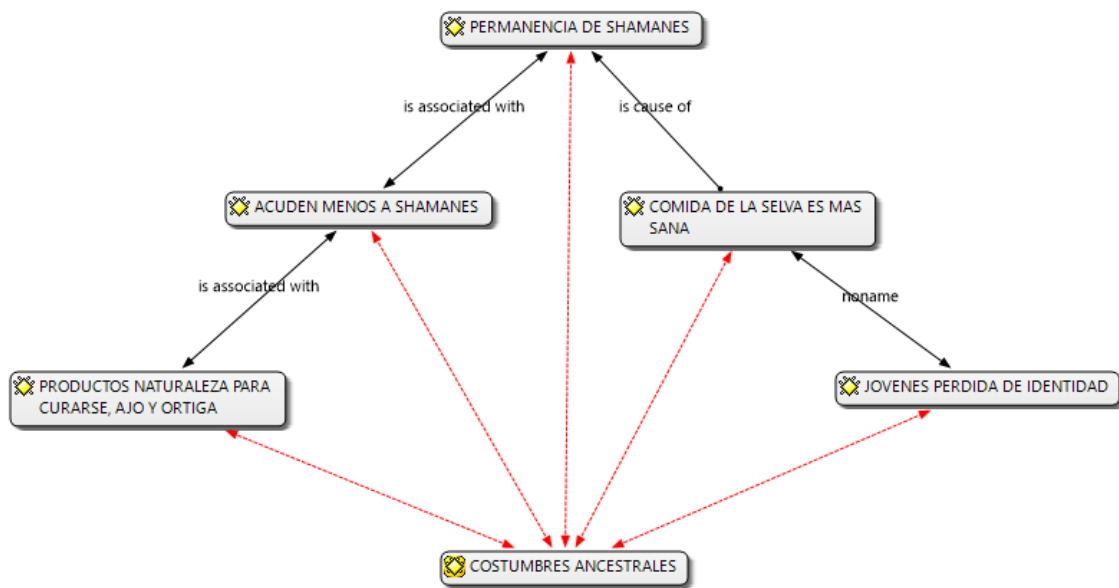 PERMANENCIA DE SHAMANES
is associated with
is cause of
ACUDEN MENOS A SHAMANES
COMIDA DE LA SELVA ES MAS
SANA
is associated with
noname
PRODUCTOS NATURALEZA PARA
CURARSE, AJO Y ORTIGA
JOVENES PERDIDA DE IDENTIDAD
COSTUMBRES ANCESTRALES